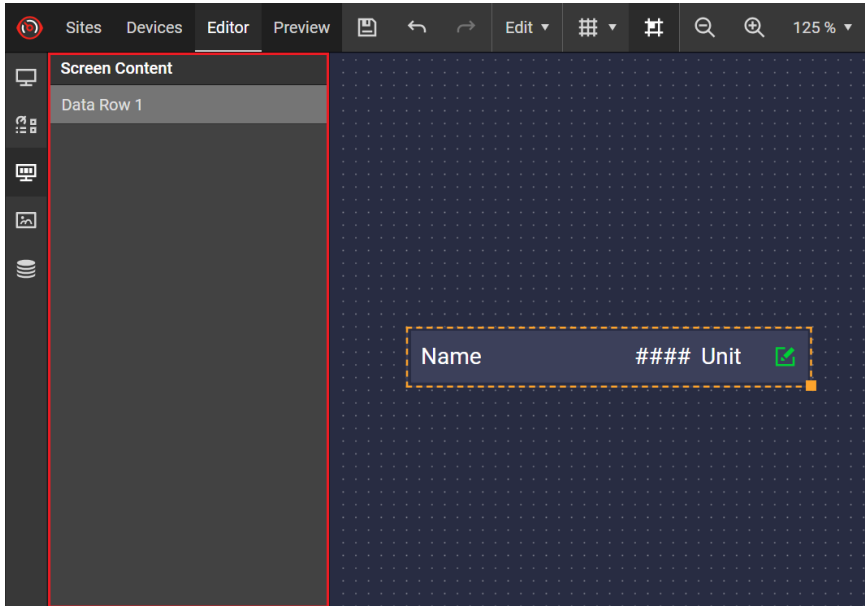 Sites Devices Editor Preview Edit 125 %
Screen Content
Data Row 1
Name #### Unit